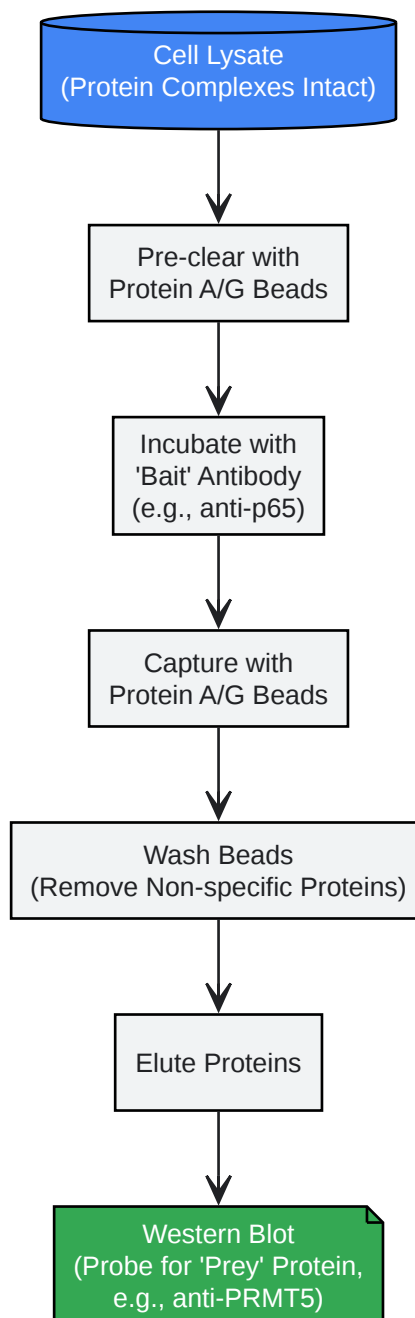 Cell Lysate
(Protein Complexes Intact)
Pre-clear with
Protein A/G Beads
Incubate with
'Bait' Antibody
(e.g., anti-p65)
Capture with
Protein A/G Beads
Wash Beads
(Remove Non-specific Proteins)
Elute Proteins
Western Blot
(Probe for 'Prey' Protein,
e.g., anti-PRMT5)